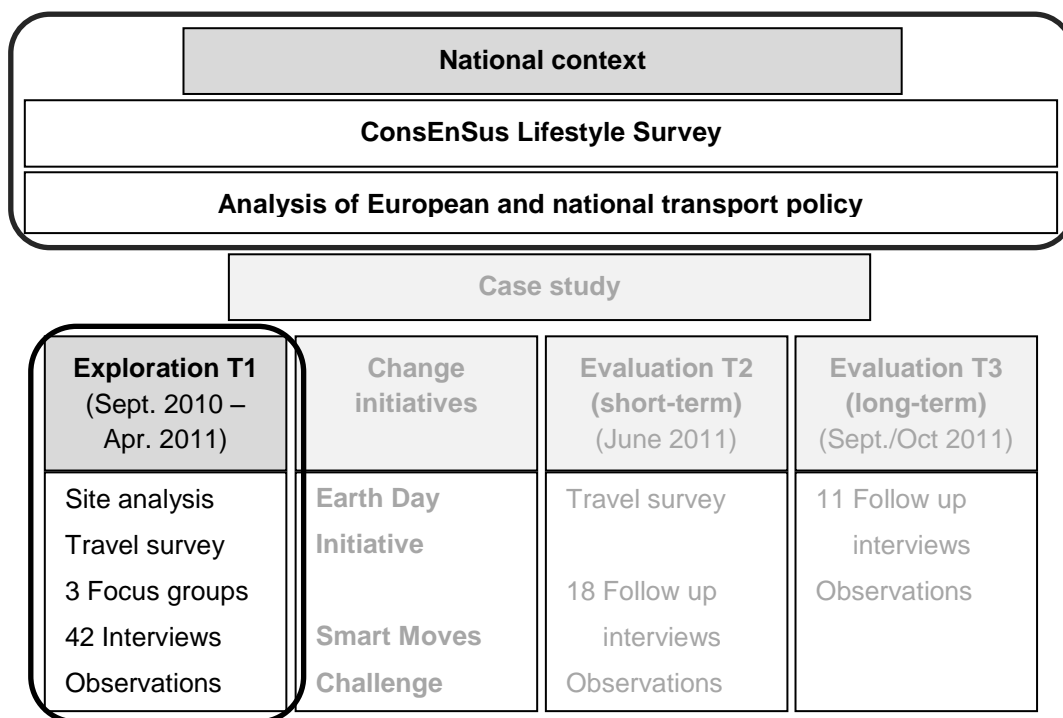 National context
ConsEnSus Lifestyle Survey
Analysis of European and national transport policy
Case study
Exploration T1
(Sept. 2010 –
Apr. 2011)
Site analysis
Travel survey
3 Focus groups
42 Interviews
Observations
Change
initiatives
Earth Day
Initiative
Smart Moves
Challenge
Evaluation T2
(short-term)
(June 2011)
Travel survey
18 Follow up
interviews
Observations
Evaluation T3
(long-term)
(Sept./Oct 2011)
11 Follow up
interviews
Observations